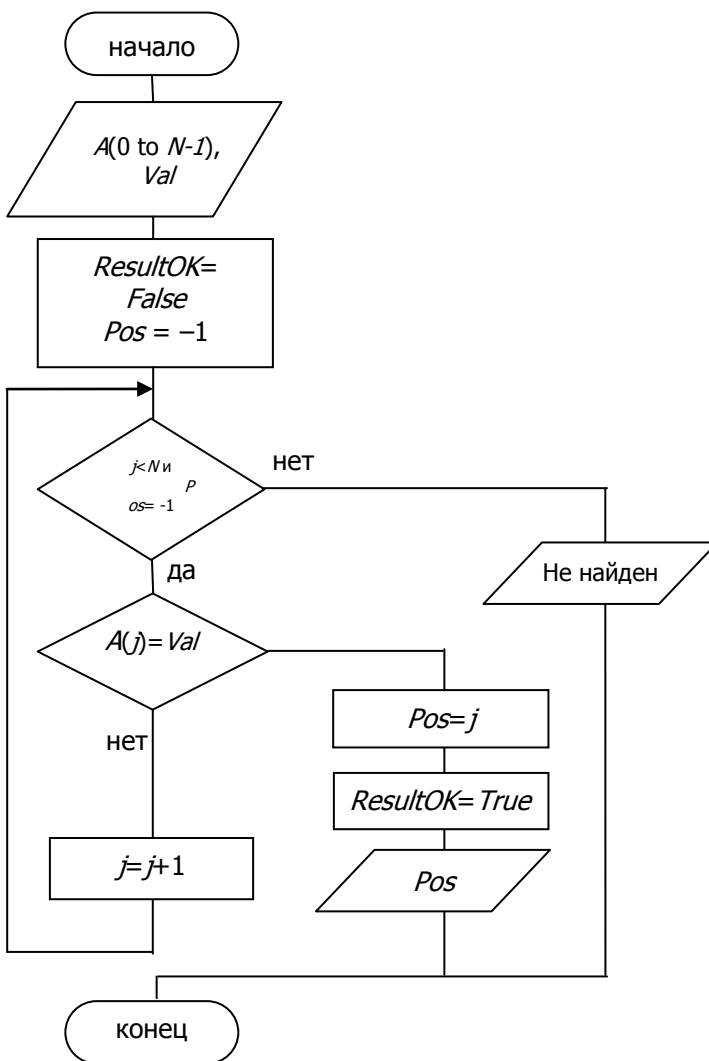 начало
A(0 to N-1),
Val
ResultOK=
False
Pos = –1
j<N и
P
os= -1
нет
да
Не найден
A(j)=Val
нет
Pos=j
ResultOK=True
j=j+1
Pos
конец